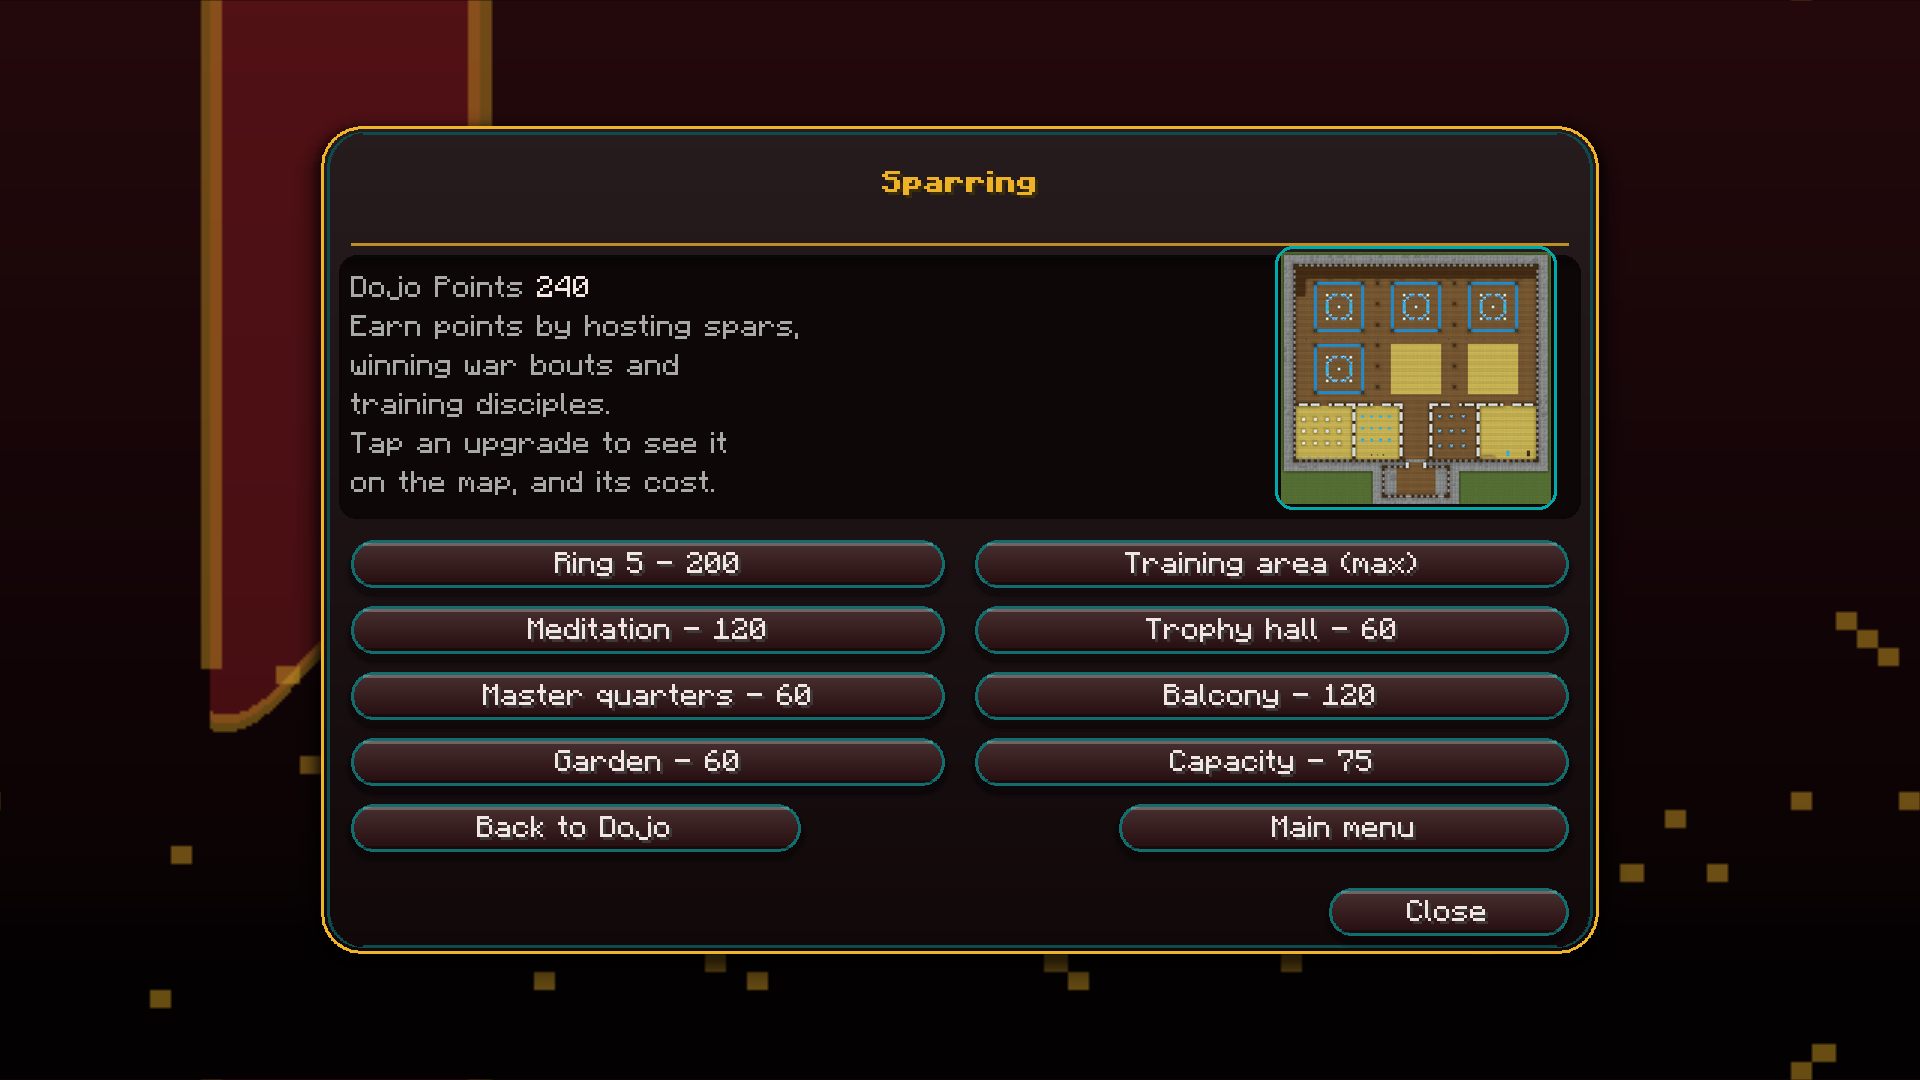 Sparring
Dojo Points 240
Earn points by hosting spars,
winning war bouts and
training disciples.
Tap an upgrade to see it
on the map, and its cost.
Ring 5 - 200
Training area (max)
Meditation - 120
Trophy hall - 60
Master quarters - 60
Balcony - 120
Garden - 60
Capacity - 75
Back to Dojo
Main menu
Close